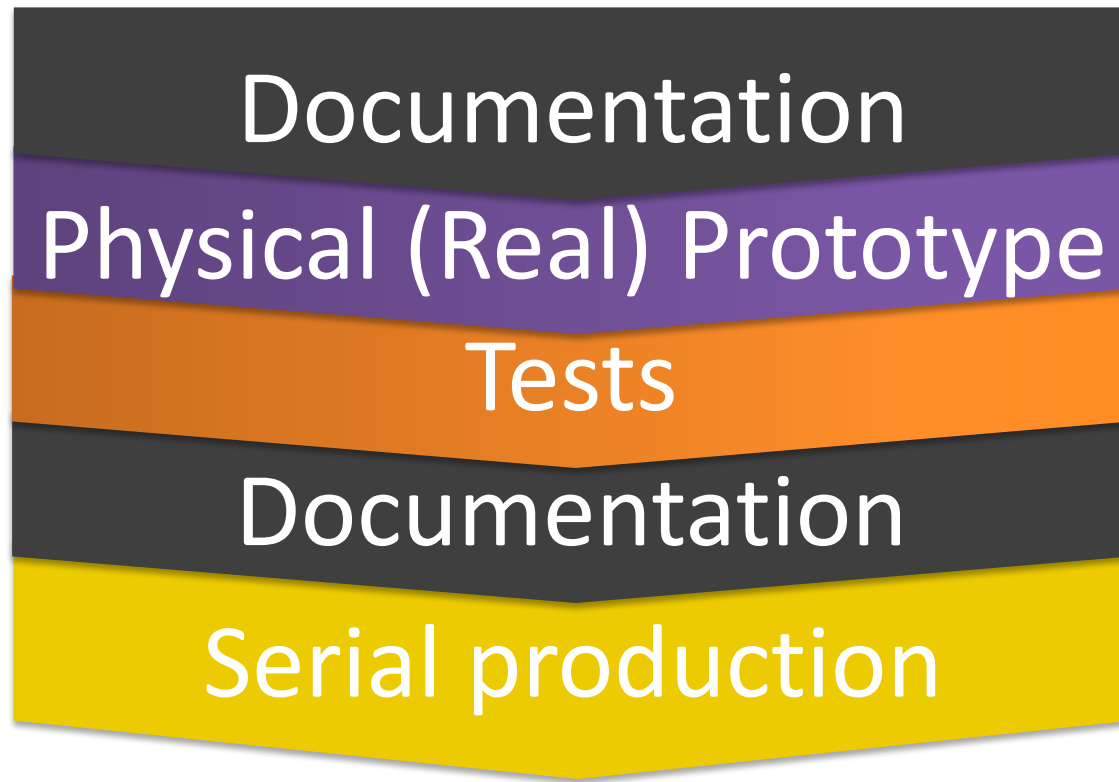 Documentation
Physical (Real) Prototype
Tests
Documentation
Serial production